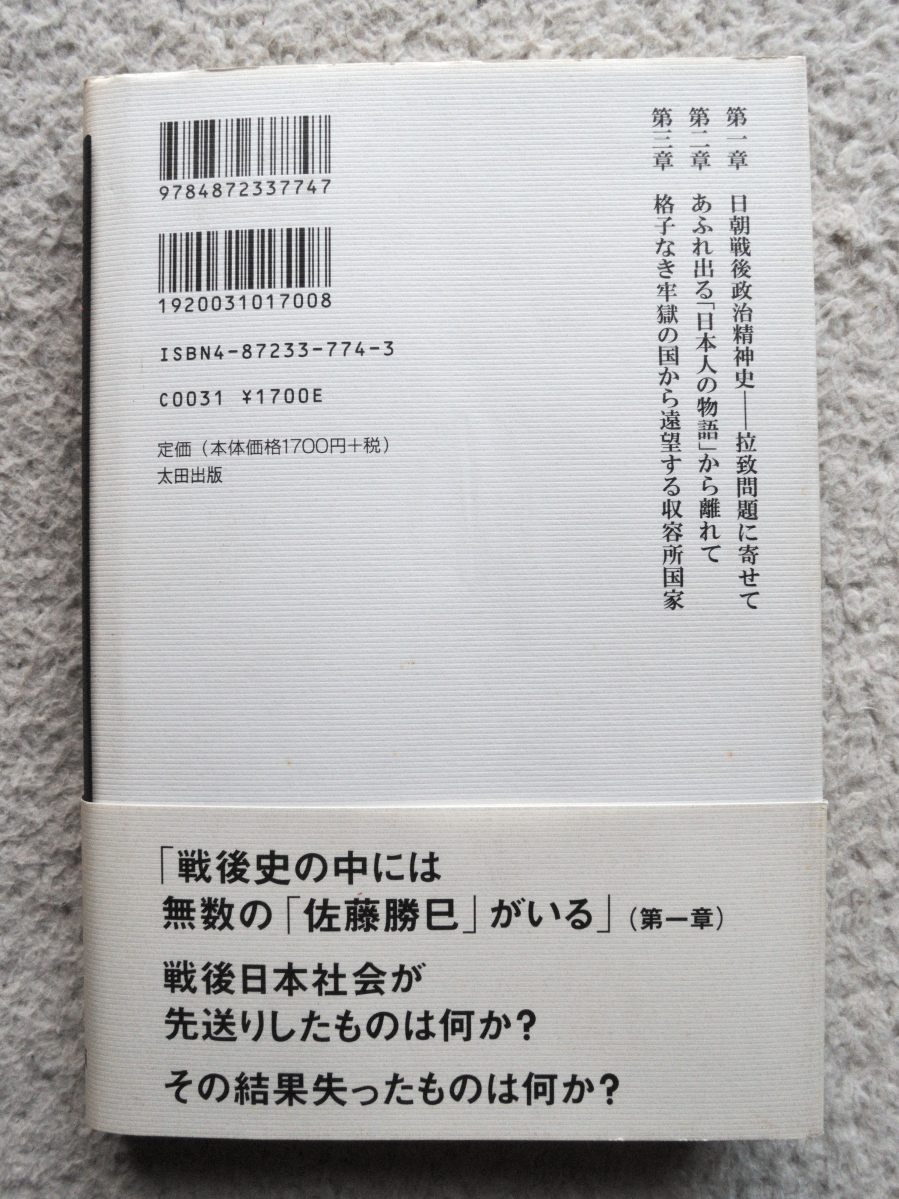 第一章 日朝戦後政治精神史――拉致問題に寄せて
第二章 あふれ出る「日本人の物語」から離れて
第三章 格子なき牢獄の国から遠望する収容所国家
9784872337747
1920031017008
ISBN4-87233-774-3
C0031 ¥1700E
定価（本体価格1700円＋税）
太田出版
「戦後史の中には
無数の「佐藤勝巳」がいる」（第一章）
戦後日本社会が
先送りしたものは何か？
その結果失ったものは何か？